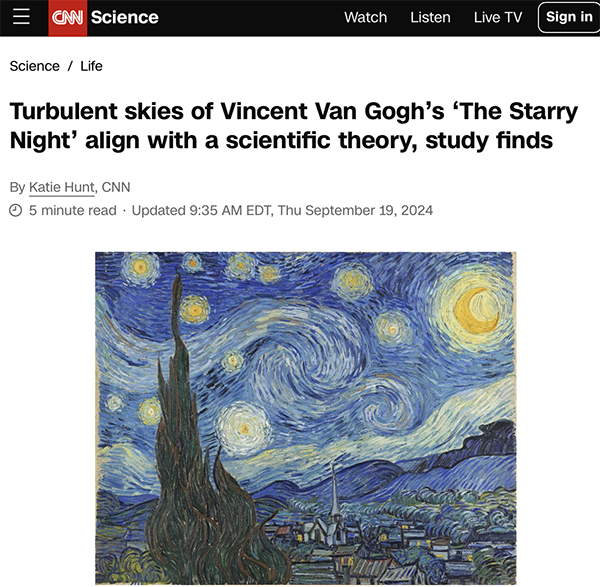 CNN Science Watch Listen Live TV Sign in
Science / Life
Turbulent skies of Vincent Van Gogh’s ‘The Starry
Night’ align with a scientific theory, study finds
By Katie Hunt, CNN
5 minute read · Updated 9:35 AM EDT, Thu September 19, 2024